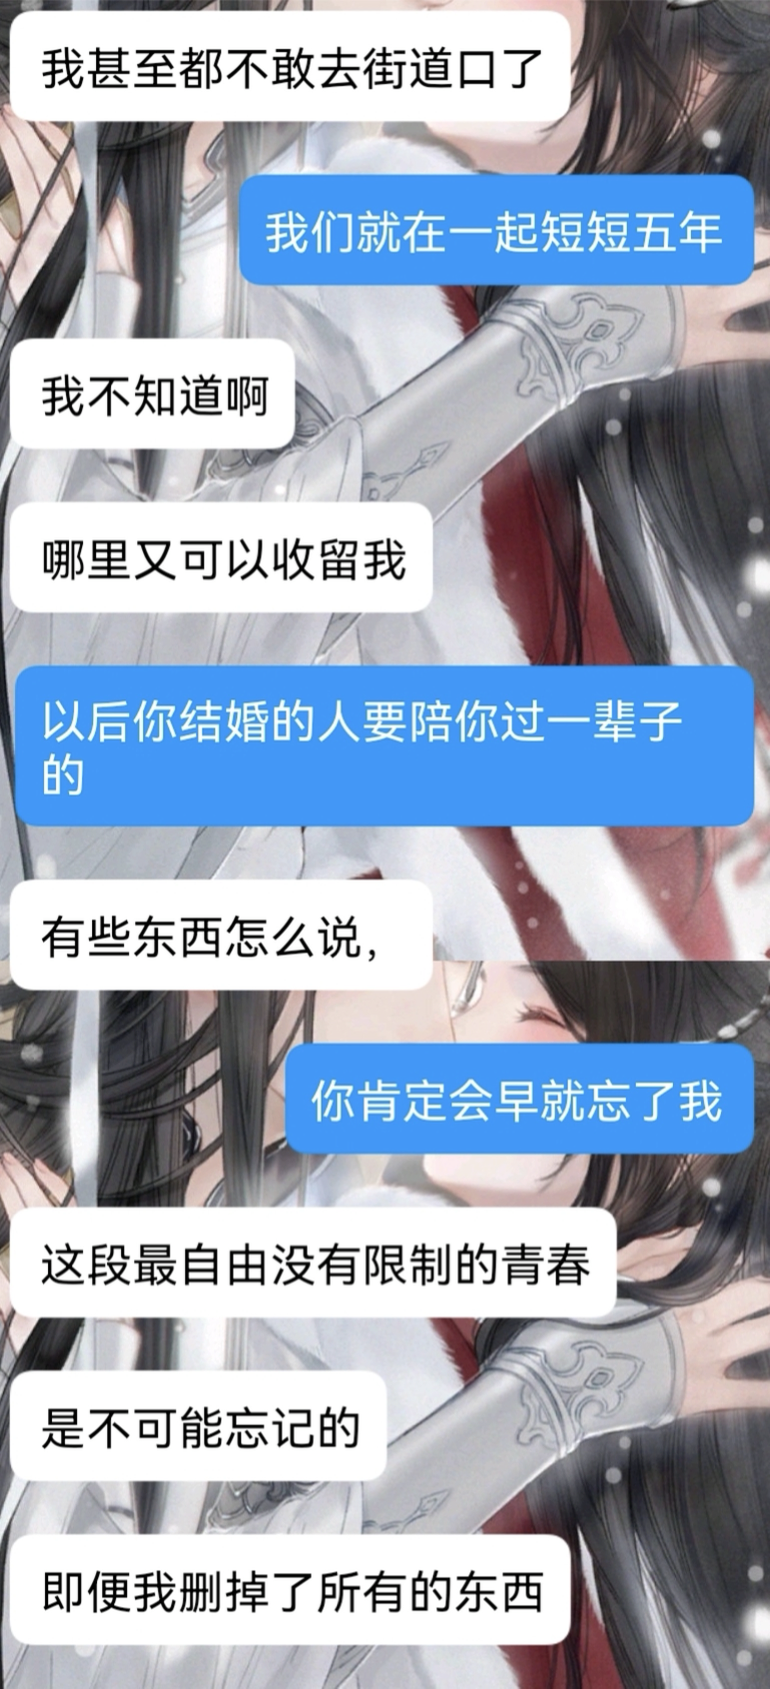 我甚至都不敢去街道口了
我们就在一起短短五年
我不知道啊
哪里又可以收留我
以后你结婚的人要陪你过一辈子
的
有些东西怎么说，
你肯定会早就忘了我
这段最自由没有限制的青春
是不可能忘记的
即便我删掉了所有的东西